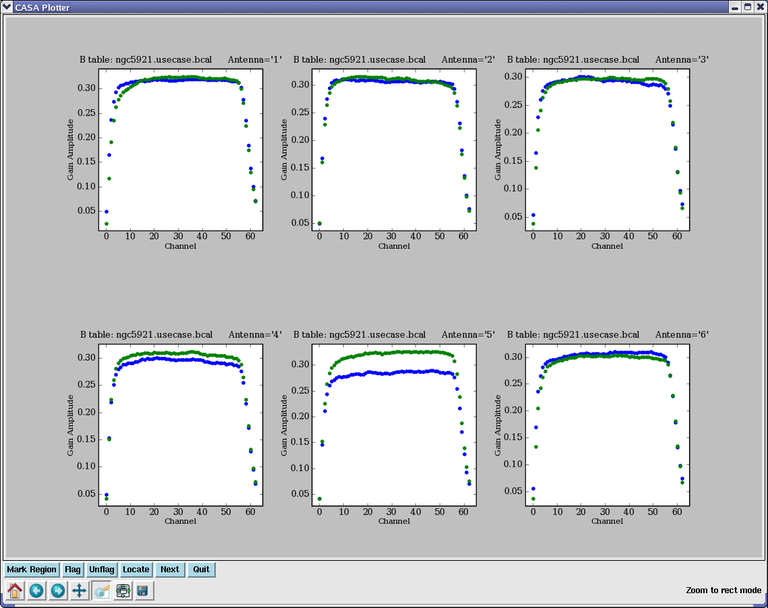 CASA Plotter
B table: ngc5921.usecase.bcal Antenna='1' B table: ngc5921.usecase.bcal Antenna='2' B table: ngc5921.usecase.bcal Antenna='3'
Gain Amplitude Gain Amplitude Gain Amplitude
0.30 0.30 0.30
0.25 0.25 0.25
0.20 0.20 0.20
0.15 0.15 0.15
0.10 0.10 0.10
0.05 0.05 0.05
0 10 20 30 40 50 60 0 10 20 30 40 50 60 0 10 20 30 40 50 60
Channel Channel Channel
B table: ngc5921.usecase.bcal Antenna='4' B table: ngc5921.usecase.bcal Antenna='5' B table: ngc5921.usecase.bcal Antenna='6'
Gain Amplitude Gain Amplitude Gain Amplitude
0.30 0.30 0.30
0.25 0.25 0.25
0.20 0.20 0.20
0.15 0.15 0.15
0.10 0.10 0.10
0.05 0.05 0.05
0 10 20 30 40 50 60 0 10 20 30 40 50 60 0 10 20 30 40 50 60
Channel Channel Channel
Mark Region Flag Unflag Locate Next Quit
Zoom to rect mode